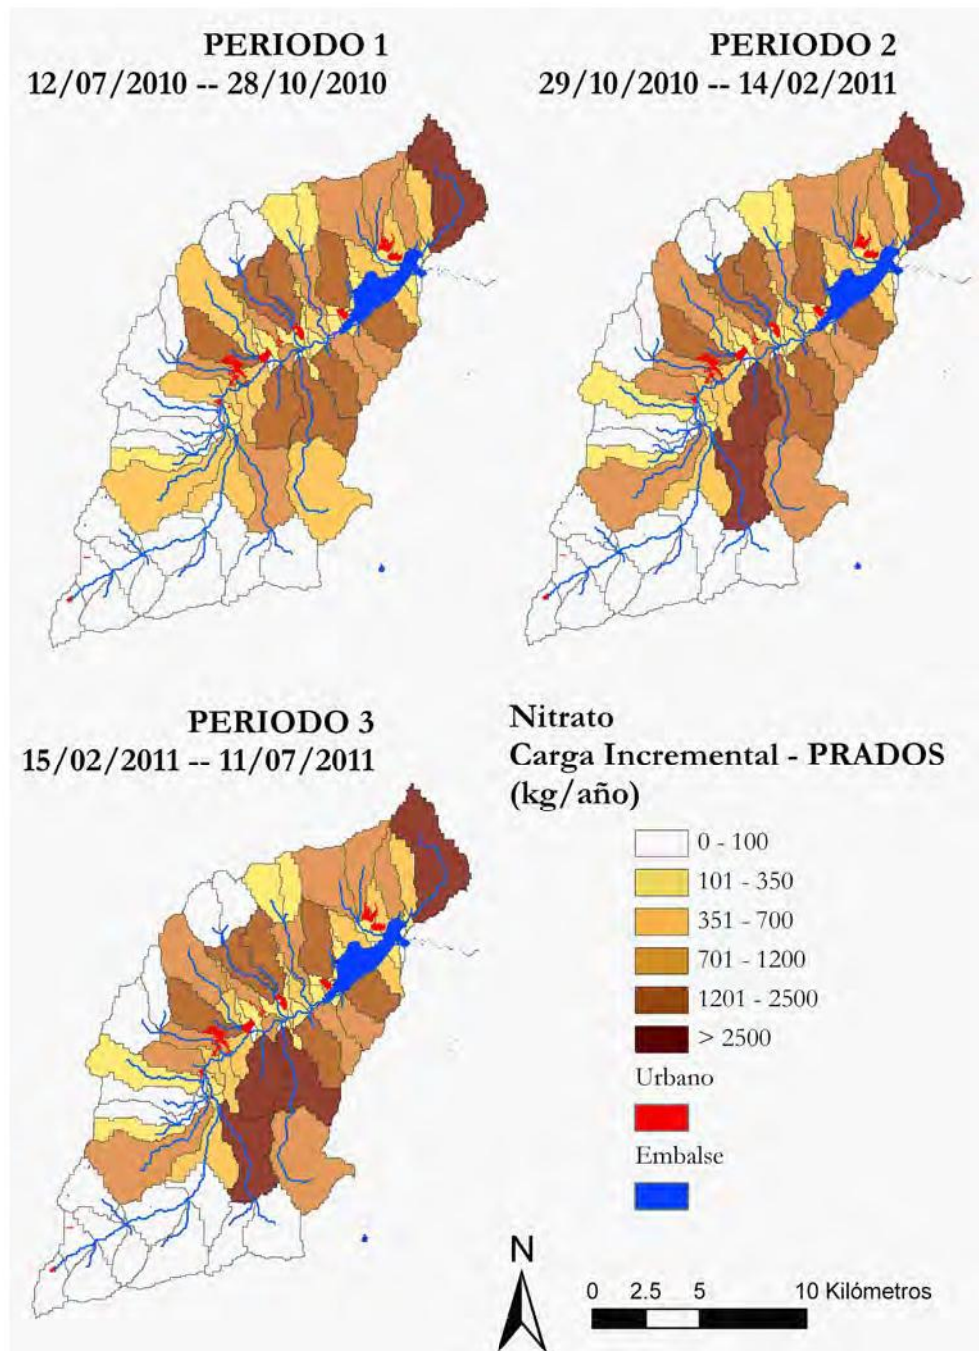 PERIODO 1
12/07/2010 -- 28/10/2010
PERIODO 2
29/10/2010 -- 14/02/2011
PERIODO 3
15/02/2011 -- 11/07/2011
Nitrato
Carga Incremental - PRADOS
(kg/año)
0 - 100
101 - 350
351 - 700
701 - 1200
1201 - 2500
> 2500
Urbano
Embalse
N
0 2.5 5 10 Kilómetros